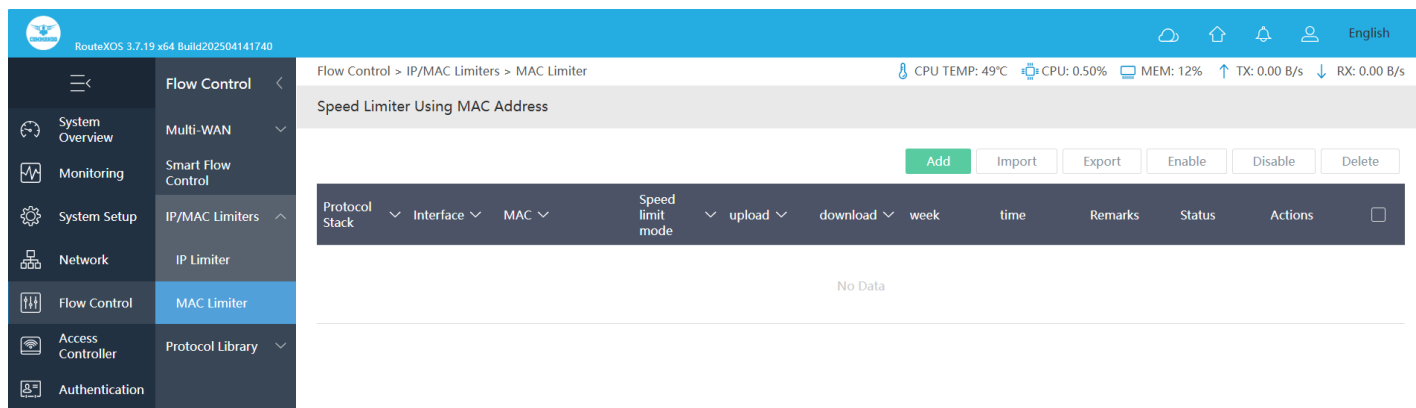 COMMANDO
RouteXOS 3.7.19 x64 Build202504141740
English
Flow Control
Flow Control > IP/MAC Limiters > MAC Limiter
CPU TEMP: 49℃ CPU: 0.50% MEM: 12% TX: 0.00 B/s RX: 0.00 B/s
Speed Limiter Using MAC Address
System
Overview
Monitoring
System Setup
Network
Flow Control
Access
Controller
Authentication
Multi-WAN
Smart Flow
Control
IP/MAC Limiters
IP Limiter
MAC Limiter
Protocol Library
Add Import Export Enable Disable Delete
Protocol
Stack
Interface
MAC
Speed
limit
mode
upload
download
week
time
Remarks
Status
Actions
No Data